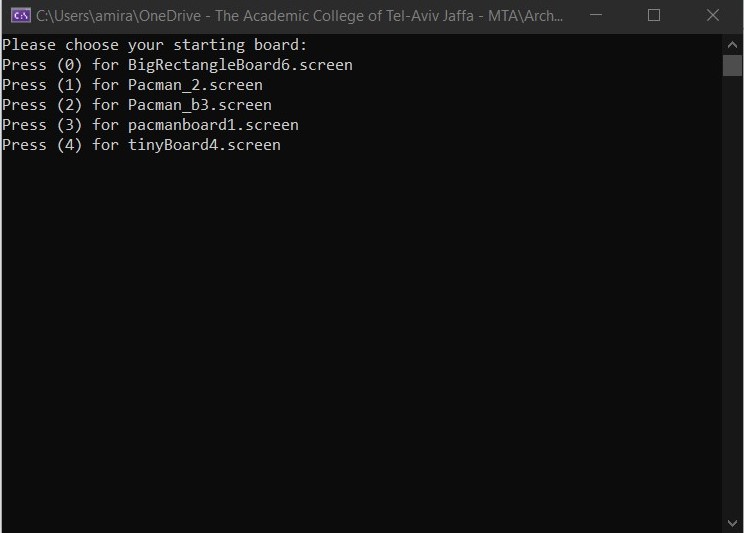 C:\Users\amira\OneDrive - The Academic College of Tel-Aviv Jaffa - MTA\Arch...
Please choose your starting board:
Press (0) for BigRectangleBoard6.screen
Press (1) for Pacman_2.screen
Press (2) for Pacman_b3.screen
Press (3) for pacmanboard1.screen
Press (4) for tinyBoard4.screen